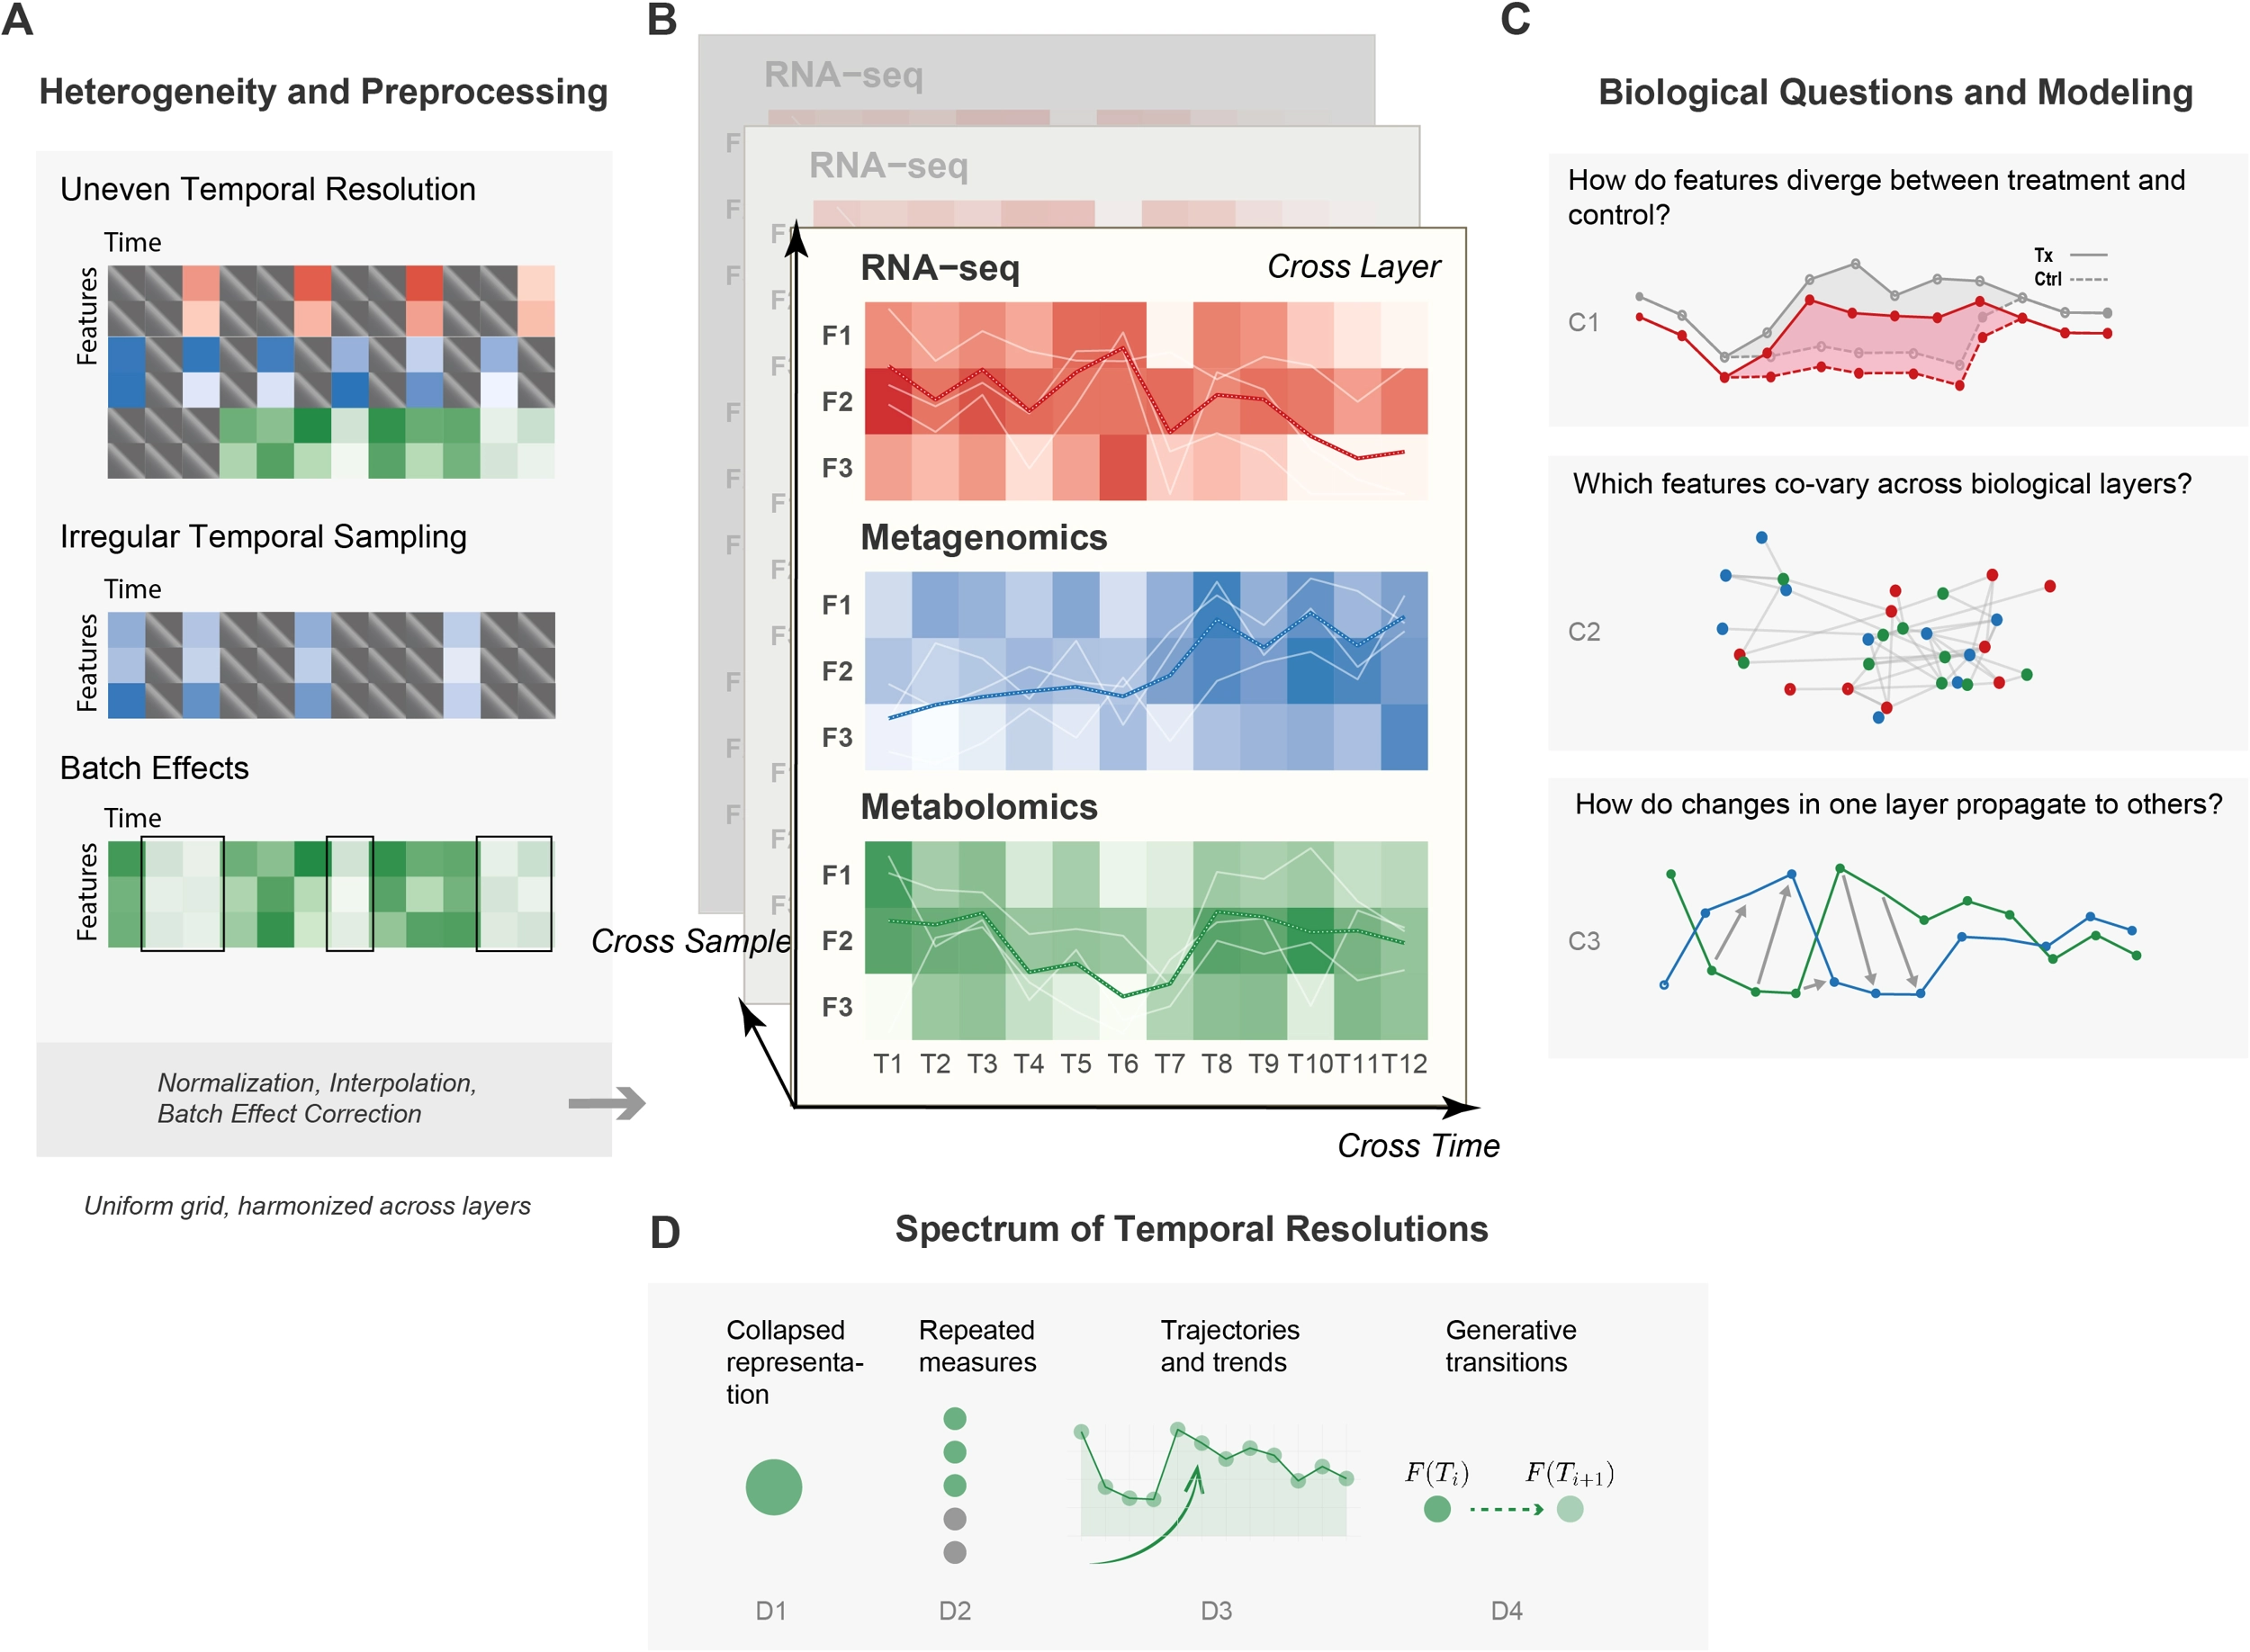 A
Heterogeneity and Preprocessing
Uneven Temporal Resolution
Time
Features
Irregular Temporal Sampling
Time
Features
Batch Effects
Time
Features
Normalization, Interpolation,
Batch Effect Correction
Uniform grid, harmonized across layers
B
RNA−seq
F
F
F
F
F
F
F
F
F
RNA−seq
F
F
F
F
F
F
F
F
F
RNA−seq
Cross Layer
F1
F2
F3
Metagenomics
F1
F2
F3
Metabolomics
F1
F2
F3
T1 T2 T3 T4 T5 T6 T7 T8 T9 T10 T11 T12
Cross Sample
Cross Time
C
Biological Questions and Modeling
How do features diverge between treatment and
control?
Tx
Ctrl
C1
Which features co-vary across biological layers?
C2
How do changes in one layer propagate to others?
C3
D
Spectrum of Temporal Resolutions
Collapsed
representa-
tion
D1
Repeated
measures
D2
Trajectories
and trends
D3
Generative
transitions
F(T_i) F(T_{i+1})
D4